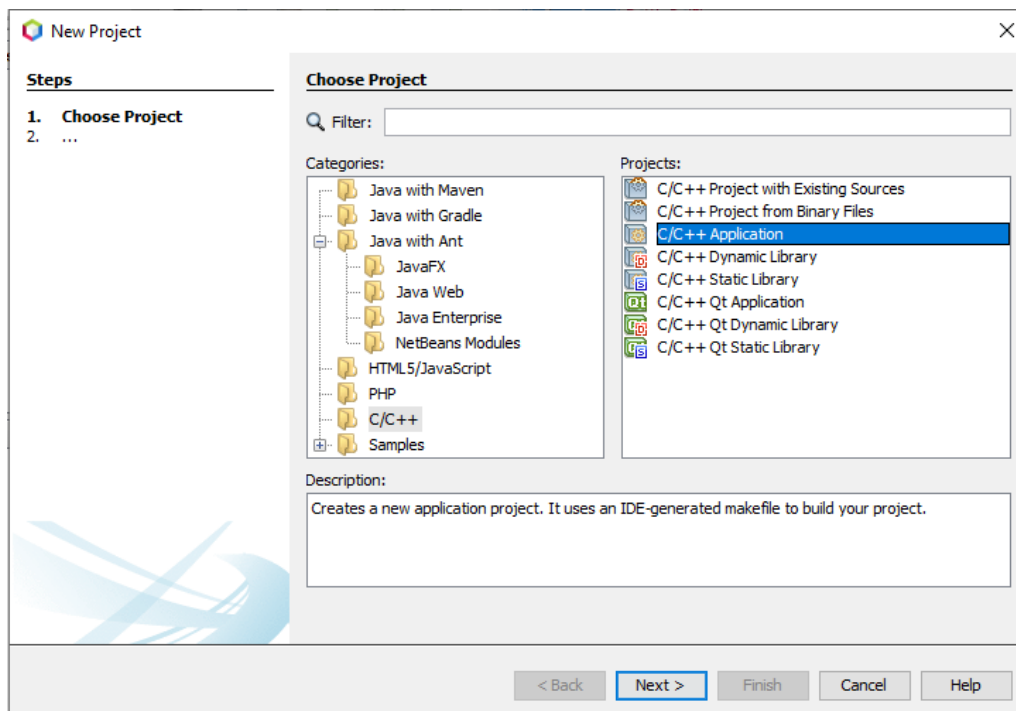 New Project
Steps
1. Choose Project
2. ...
Choose Project
Filter:
Categories:
Java with Maven
Java with Gradle
Java with Ant
JavaFX
Java Web
Java Enterprise
NetBeans Modules
HTML5/JavaScript
PHP
C/C++
Samples
Projects:
C/C++ Project with Existing Sources
C/C++ Project from Binary Files
C/C++ Application
C/C++ Dynamic Library
C/C++ Static Library
C/C++ Qt Application
C/C++ Qt Dynamic Library
C/C++ Qt Static Library
Description:
Creates a new application project. It uses an IDE-generated makefile to build your project.
< Back
Next >
Finish
Cancel
Help